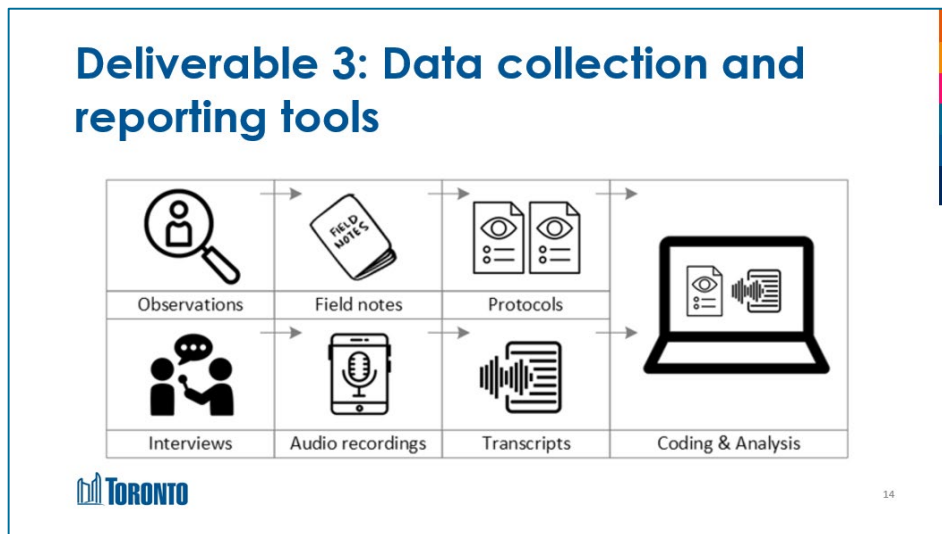 Deliverable 3: Data collection and
reporting tools
FIELD
NOTES
Observations
Field notes
Protocols
Interviews
Audio recordings
Transcripts
Coding & Analysis
TORONTO
14